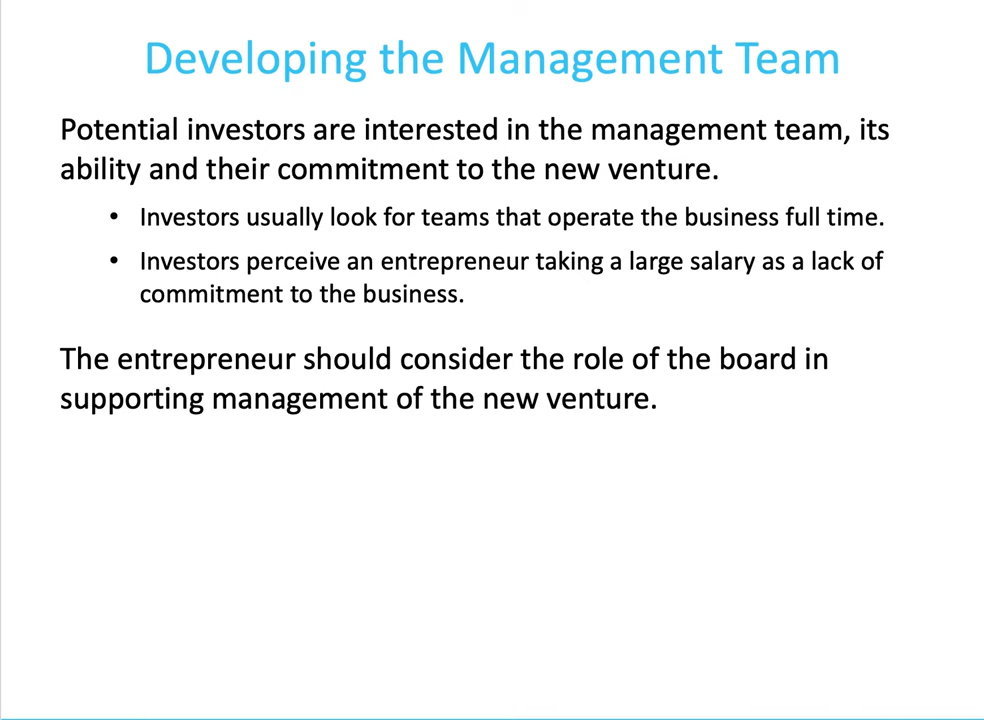 Developing the Management Team
Potential investors are interested in the management team, its
ability and their commitment to the new venture.
• Investors usually look for teams that operate the business full time.
• Investors perceive an entrepreneur taking a large salary as a lack of
commitment to the business.
The entrepreneur should consider the role of the board in
supporting management of the new venture.